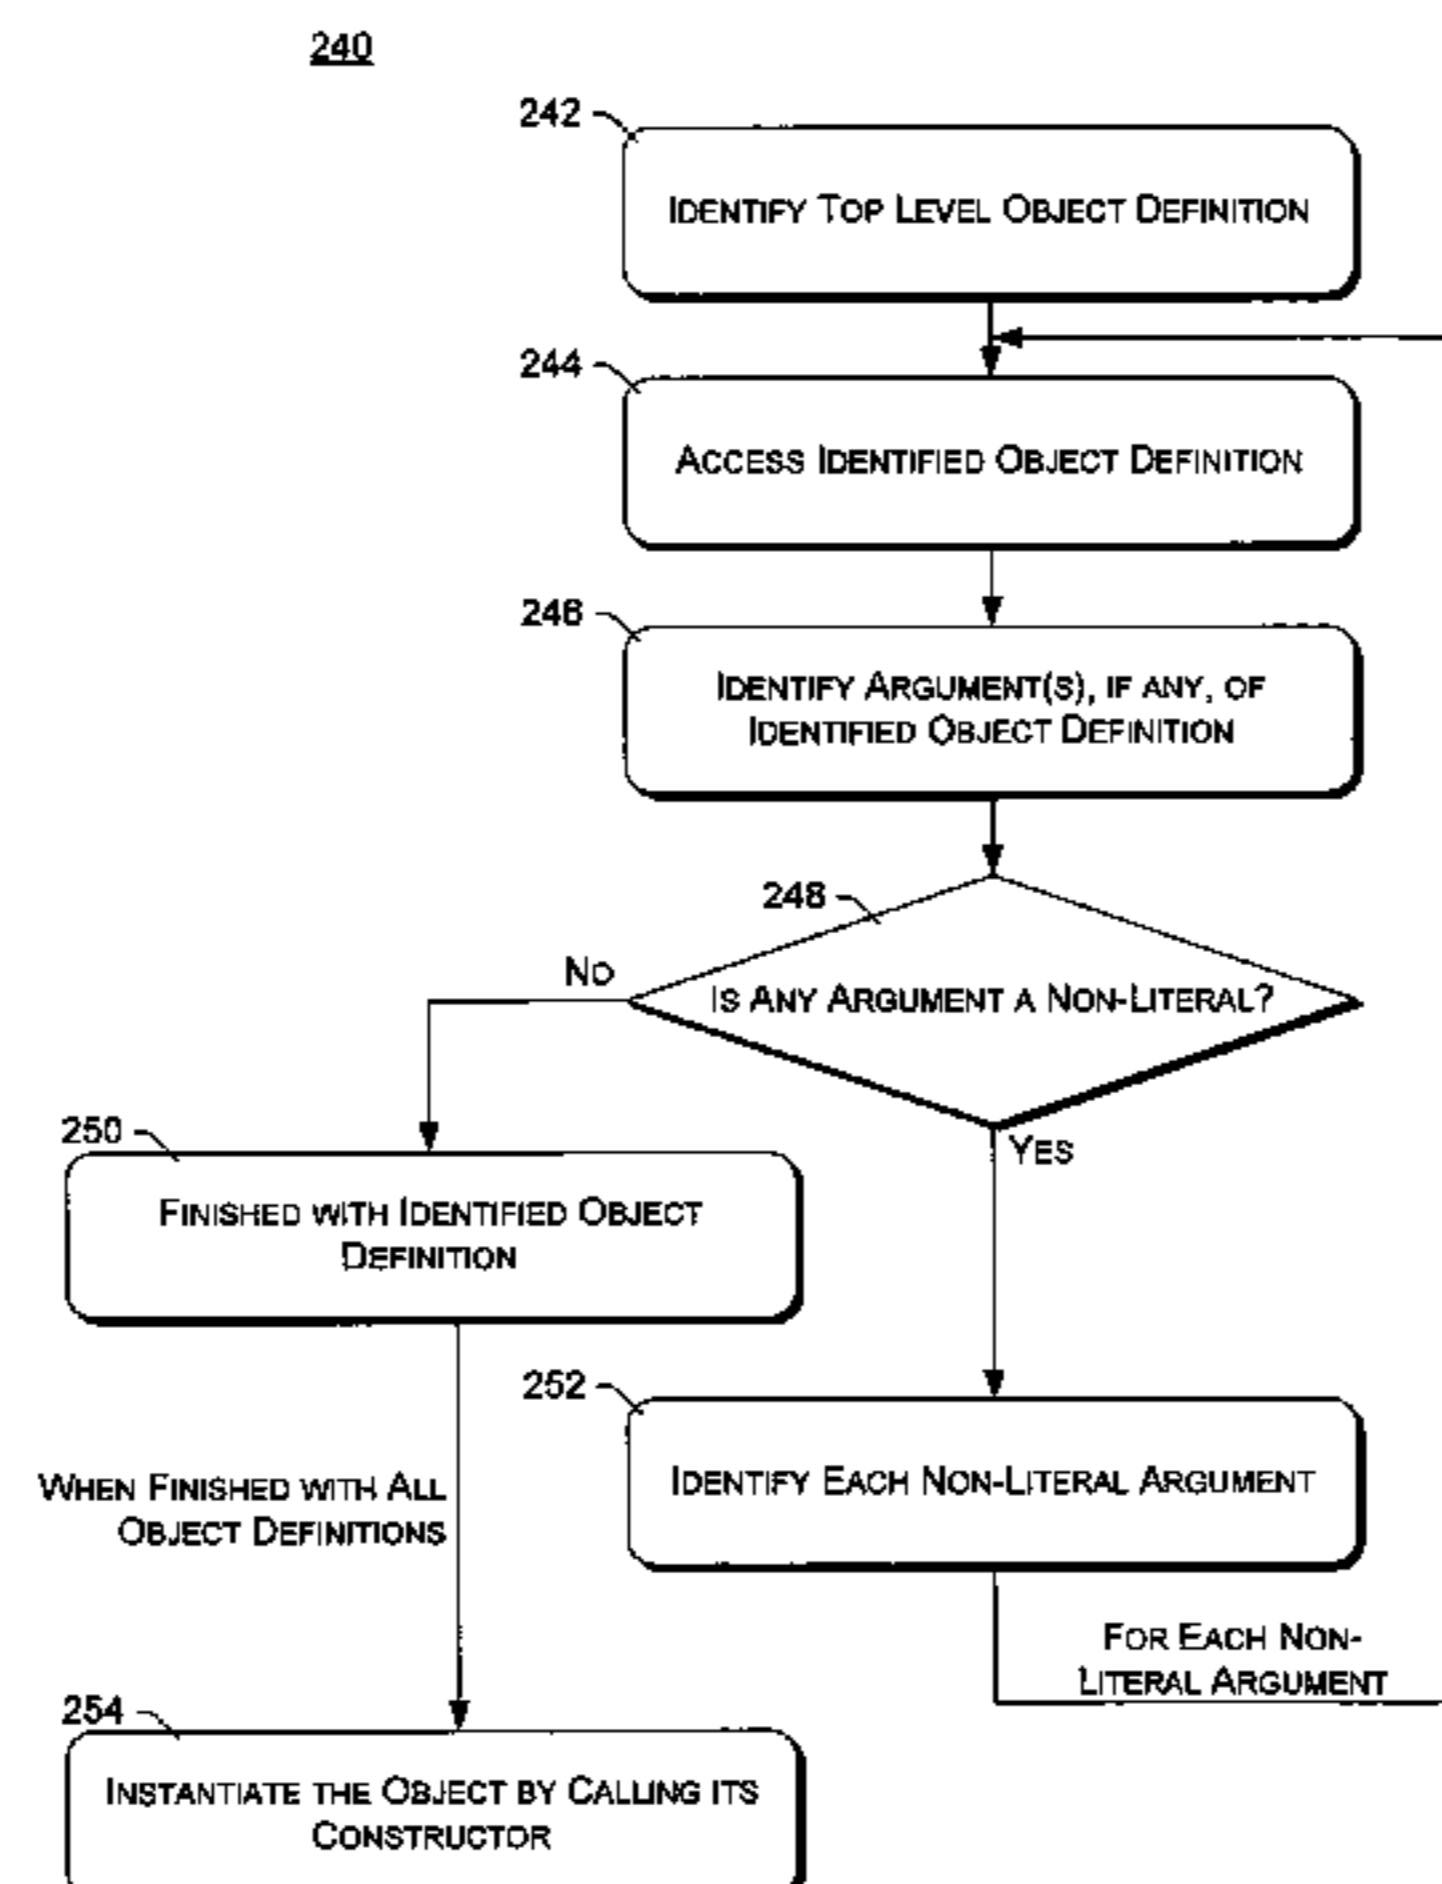 240
242
IDENTIFY TOP LEVEL OBJECT DEFINITION
244
ACCESS IDENTIFIED OBJECT DEFINITION
246
IDENTIFY ARGUMENT(S), IF ANY, OF
IDENTIFIED OBJECT DEFINITION
248
NO
IS ANY ARGUMENT A NON-LITERAL?
YES
250
FINISHED WITH IDENTIFIED OBJECT
DEFINITION
252
IDENTIFY EACH NON-LITERAL ARGUMENT
WHEN FINISHED WITH ALL
OBJECT DEFINITIONS
FOR EACH NON-
LITERAL ARGUMENT
254
INSTANTIATE THE OBJECT BY CALLING ITS
CONSTRUCTOR